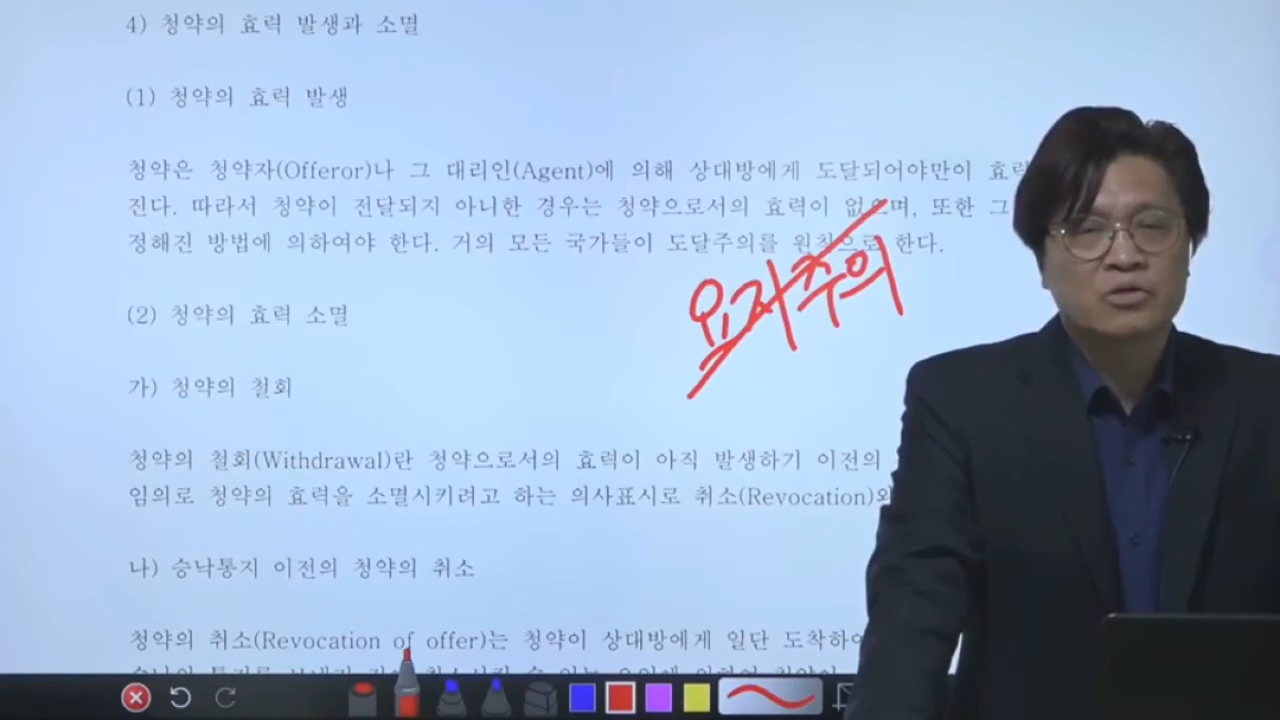 4) 청약의 효력 발생과 소멸
(1) 청약의 효력 발생
청약은 청약자(Offeror)나 그 대리인(Agent)에 의해 상대방에게 도달되어야만이 효력
진다. 따라서 청약이 전달되지 아니한 경우는 청약으로서의 효력이 없으며, 또한 그
정해진 방법에 의하여야 한다. 거의 모든 국가들이 도달주의를 원칙으로 한다.
요지주의
(2) 청약의 효력 소멸
가) 청약의 철회
청약의 철회(Withdrawal)란 청약으로서의 효력이 아직 발생하기 이전의
임의로 청약의 효력을 소멸시키려고 하는 의사표시로 취소(Revocation)와
나) 승낙통지 이전의 청약의 취소
청약의 취소(Revocation of offer)는 청약이 상대방에게 일단 도착하여